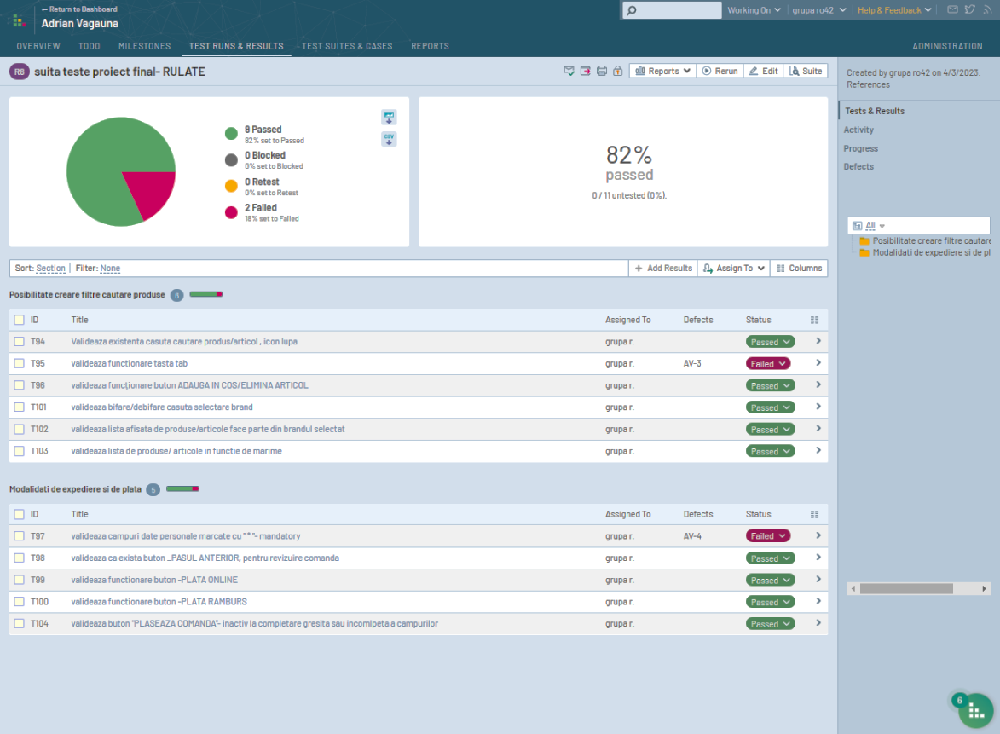 ← Return to Dashboard
Adrian Vagauna
Working On
grupa ro42
Help & Feedback
OVERVIEW
TODO
MILESTONES
TEST RUNS & RESULTS
TEST SUITES & CASES
REPORTS
ADMINISTRATION
R8 suita teste proiect final- RULATE
Reports
Rerun
Edit
Suite
Created by grupa ro42 on 4/3/2023.
References
Tests & Results
Activity
Progress
Defects
9 Passed
82% set to Passed
0 Blocked
0% set to Blocked
0 Retest
0% set to Retest
2 Failed
18% set to Failed
CSV
82%
passed
0 / 11 untested (0%).
All
Posibilitate creare filtre cautare
Modalidati de expediere si de pl
Sort: Section | Filter: None
+ Add Results
Assign To
Columns
Posibilitate creare filtre cautare produse 6
ID Title Assigned To Defects Status
T94 Valideaza existenta casuta cautare produs/articol , icon lupa grupa r. Passed
T95 valideaza functionare tasta tab grupa r. AV-3 Failed
T96 valideaza funcționare buton ADAUGA IN COS/ELIMINA ARTICOL grupa r. Passed
T101 valideaza bifare/debifare casuta selectare brand grupa r. Passed
T102 valideaza lista afisata de produse/articole face parte din brandul selectat grupa r. Passed
T103 valideaza lista de produse/ articole in functie de marime grupa r. Passed
Modalidati de expediere si de plata 5
ID Title Assigned To Defects Status
T97 valideaza campuri date personale marcate cu " * "- mandatory grupa r. AV-4 Failed
T98 valideaza ca exista buton _PASUL ANTERIOR, pentru revizuire comanda grupa r. Passed
T99 valideaza functionare buton -PLATA ONLINE grupa r. Passed
T100 valideaza functionare buton -PLATA RAMBURS grupa r. Passed
T104 valideaza buton "PLASEAZA COMANDA"- inactiv la completare gresita sau incomlpeta a campurilor grupa r. Passed
6